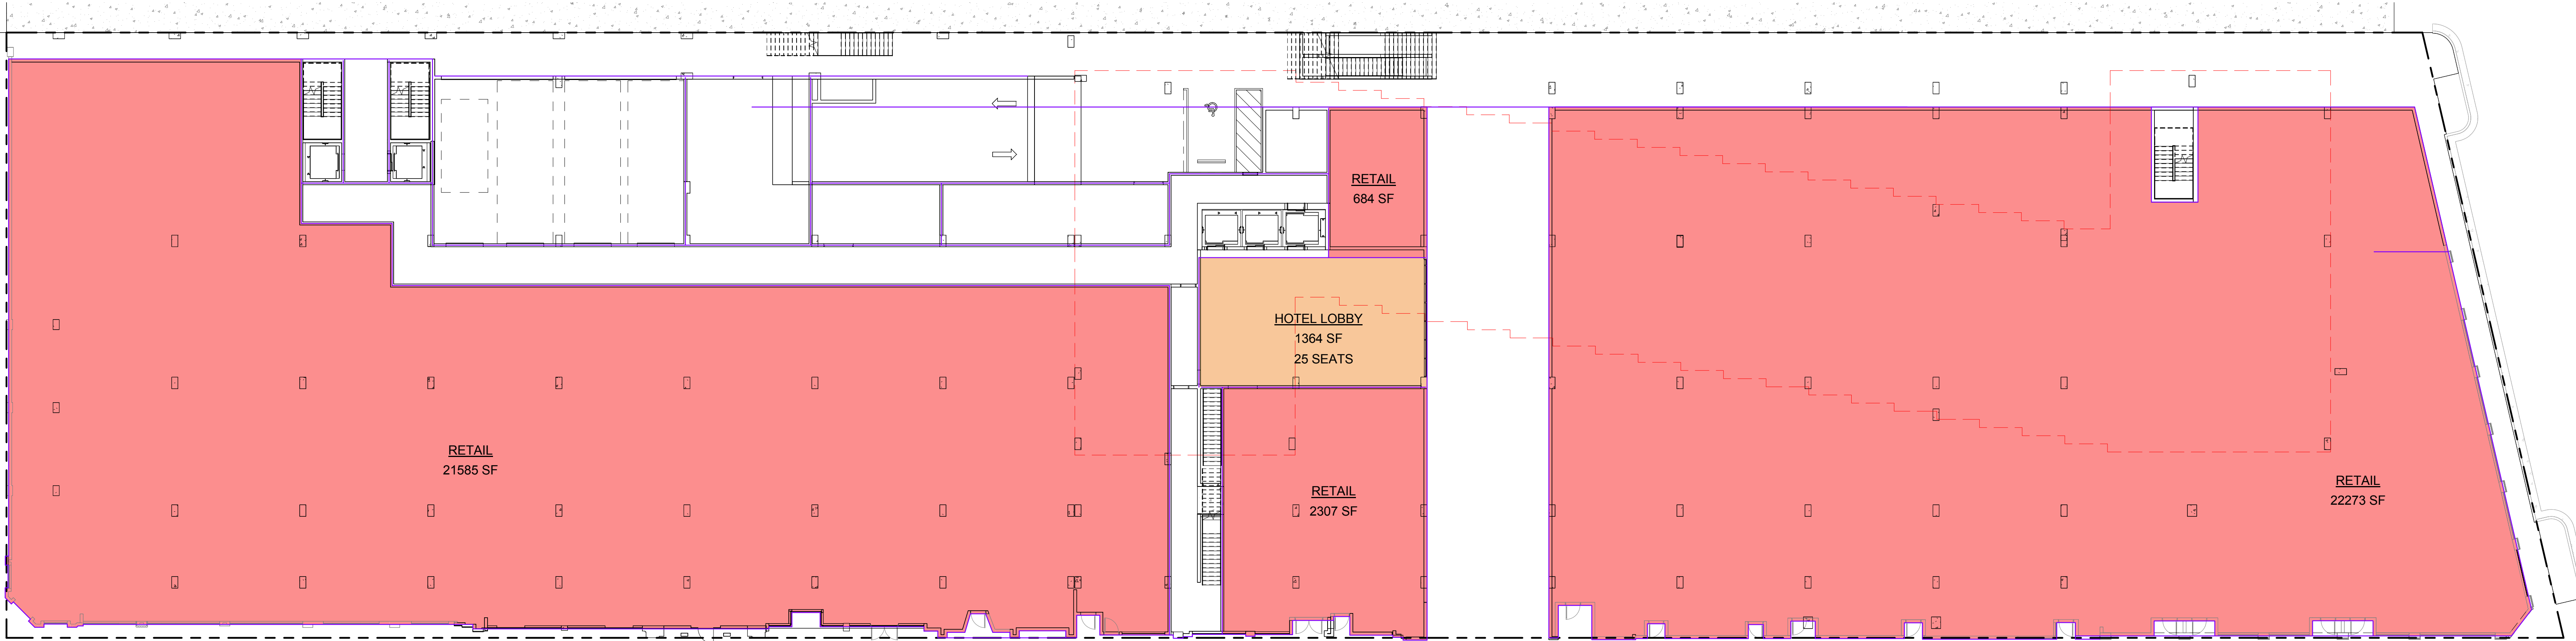 RETAIL
684 SF
HOTEL LOBBY
1364 SF
25 SEATS
RETAIL
21585 SF
RETAIL
2307 SF
RETAIL
22273 SF